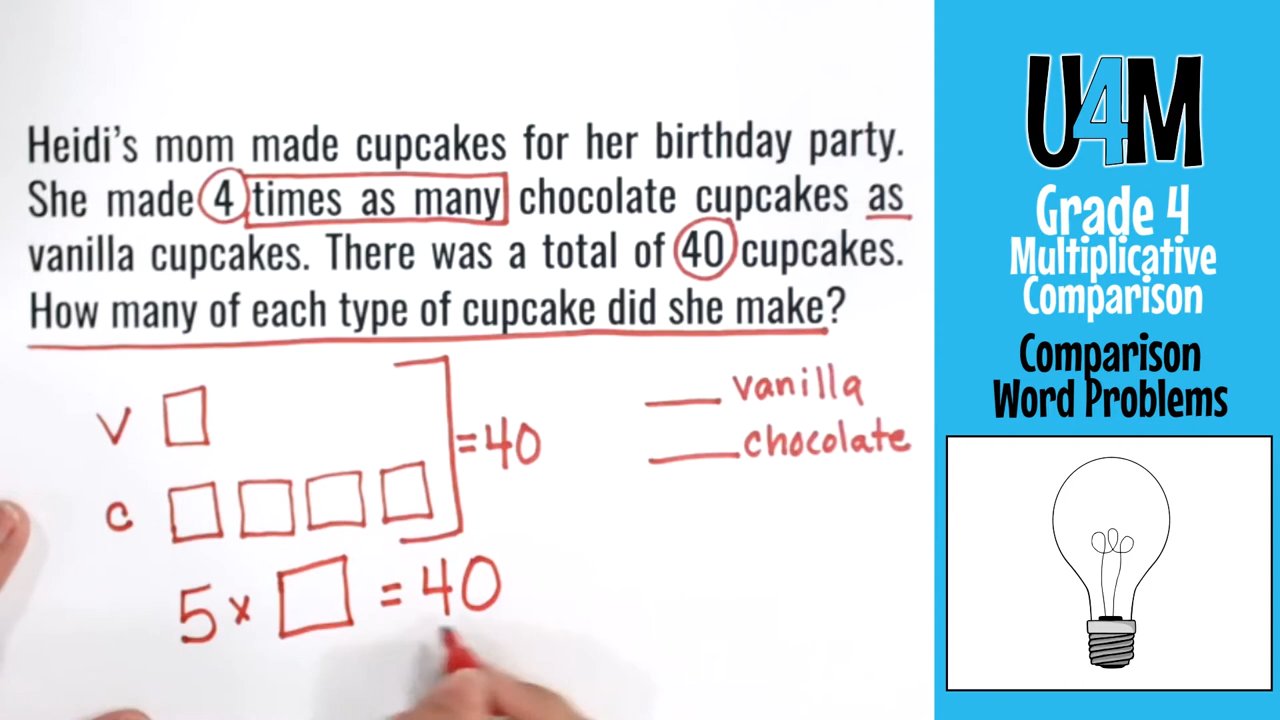 Heidi's mom made cupcakes for her birthday party.
She made 4 times as many chocolate cupcakes as
vanilla cupcakes. There was a total of 40 cupcakes.
How many of each type of cupcake did she make?
V
= 40
C
5 × = 40
vanilla
chocolate
U4M
Grade 4
Multiplicative
Comparison
Comparison
Word Problems